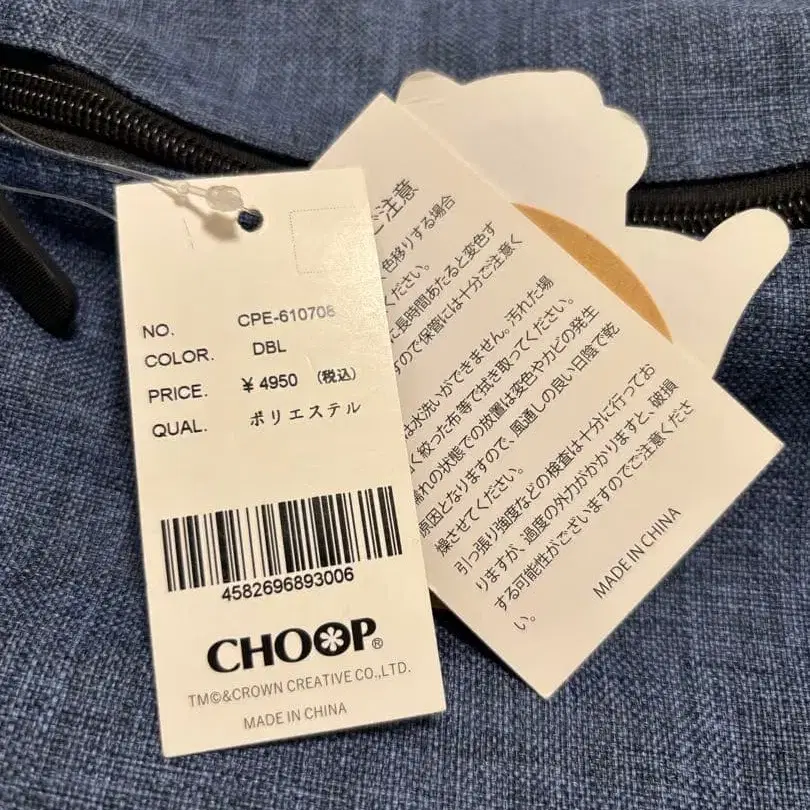 NO. CPE-610706
COLOR. DBL
PRICE. ¥4950 (税込)
QUAL. ポリエステル
4582696893006
CHOOP®
TM©&CROWN CREATIVE CO.,LTD.
MADE IN CHINA
ご注意
色移りする場合
ください。
た長時間あたると変色す
すので保管には十分ご注意く
は水洗いができません。汚れた場
く絞った布等で拭き取ってください。
濡れの状態での放置は変色やカビの発生
原因となりますので、風通しの良い日陰で乾
燥させてください。
引っ張り強度などの検査は十分に行ってお
りますが、過度の外力がかかりますと、破損
する可能性がございますのでご注意くださ
い。
MADE IN CHINA